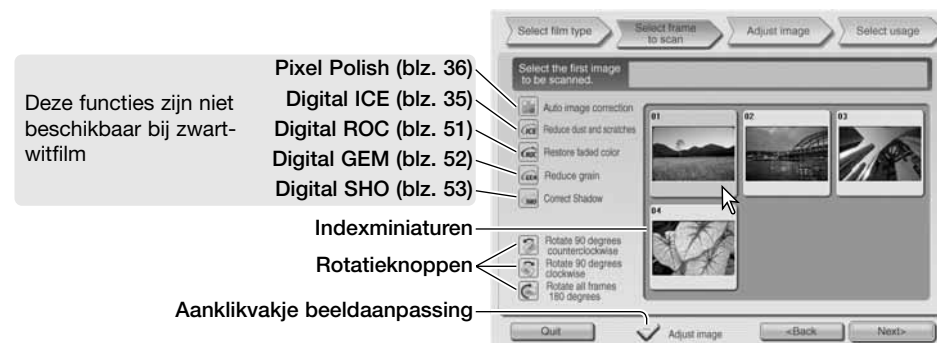 Deze functies zijn niet
beschikbaar bij zwart-
witfilm
Pixel Polish (blz. 36)
Digital ICE (blz. 35)
Digital ROC (blz. 51)
Digital GEM (blz. 52)
Digital SHO (blz. 53)
Indexminiaturen
Rotatieknoppen
Aanklikvakje beeldaanpassing
Select film type
Select frame
to scan
Adjust image
Select usage
Select the first image
to be scanned.
Auto image correction
ICE
Reduce dust and scratches
ROC
Restore faded color
GEM
Reduce grain
SHO
Correct Shadow
01
02
03
04
Rotate 90 degrees
counterclockwise
Rotate 90 degrees
clockwise
Rotate all frames
180 degrees
Quit
Adjust image
<Back
Next>